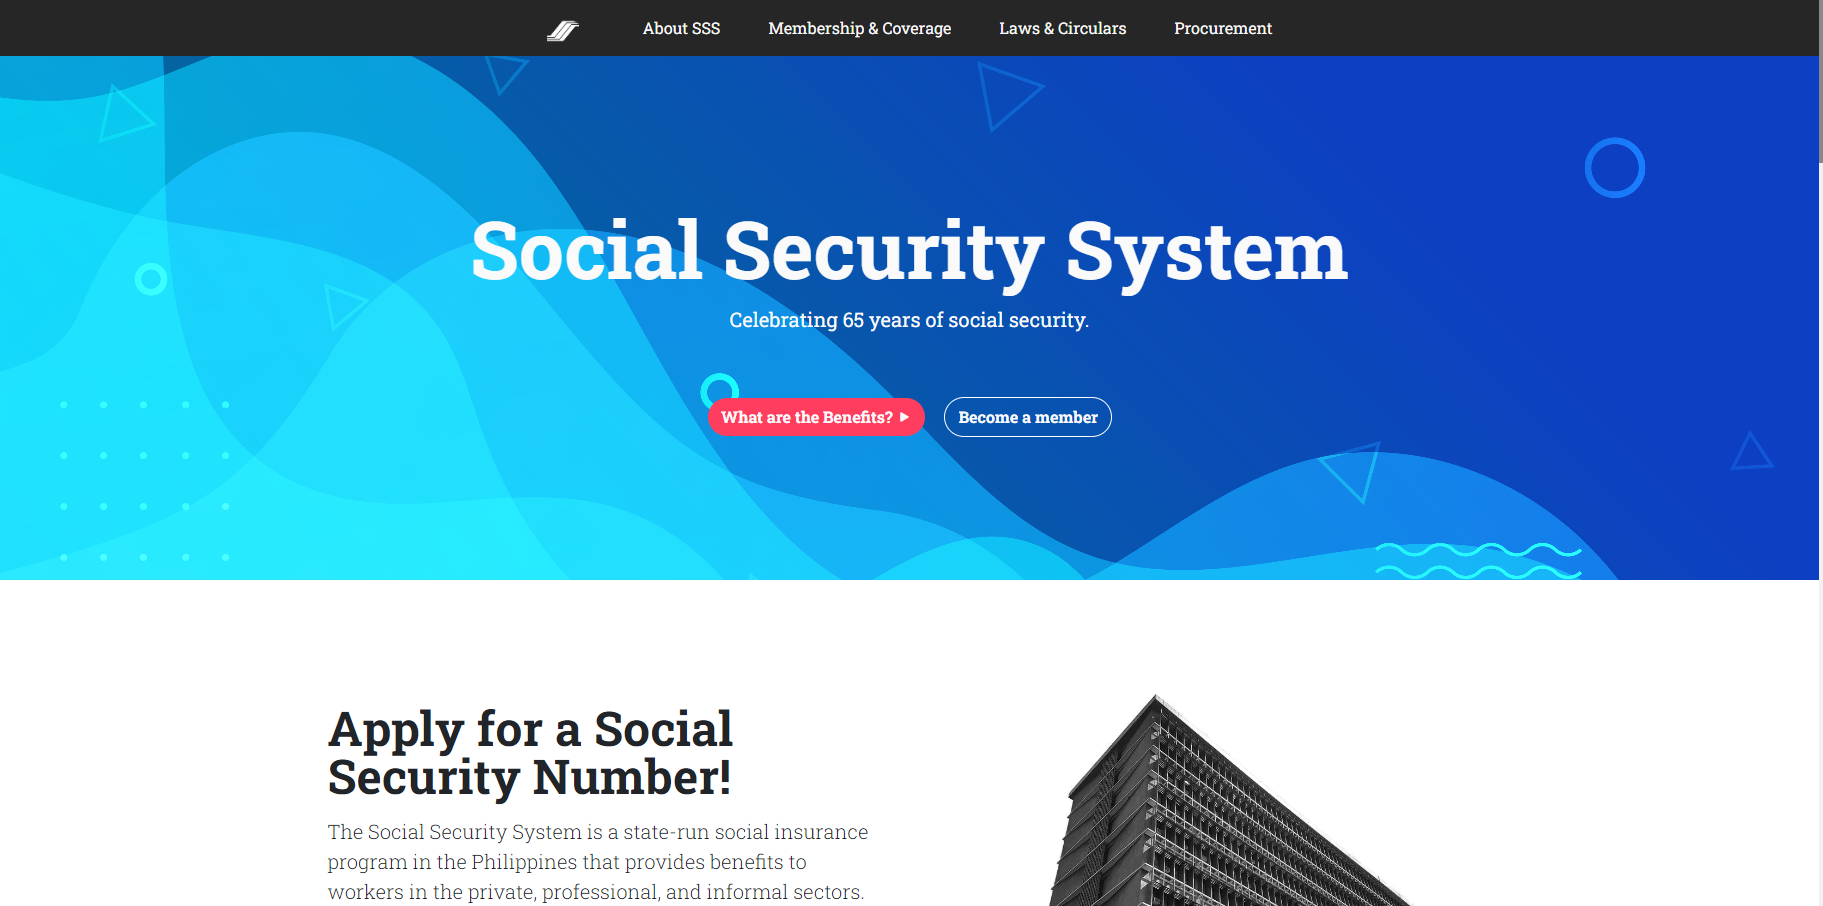 About SSS
Membership & Coverage
Laws & Circulars
Procurement
Social Security System
Celebrating 65 years of social security.
What are the Benefits?
Become a member
Apply for a Social
Security Number!
The Social Security System is a state-run social insurance
program in the Philippines that provides benefits to
workers in the private, professional, and informal sectors.